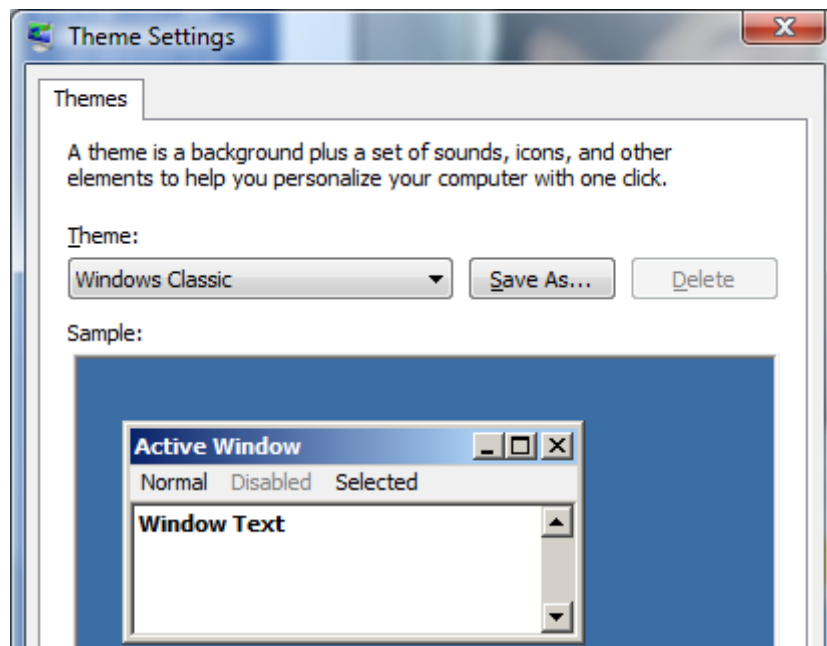 Theme Settings
Themes
A theme is a background plus a set of sounds, icons, and other
elements to help you personalize your computer with one click.
Theme:
Windows Classic Save As... Delete
Sample:
Active Window
Normal Disabled Selected
Window Text